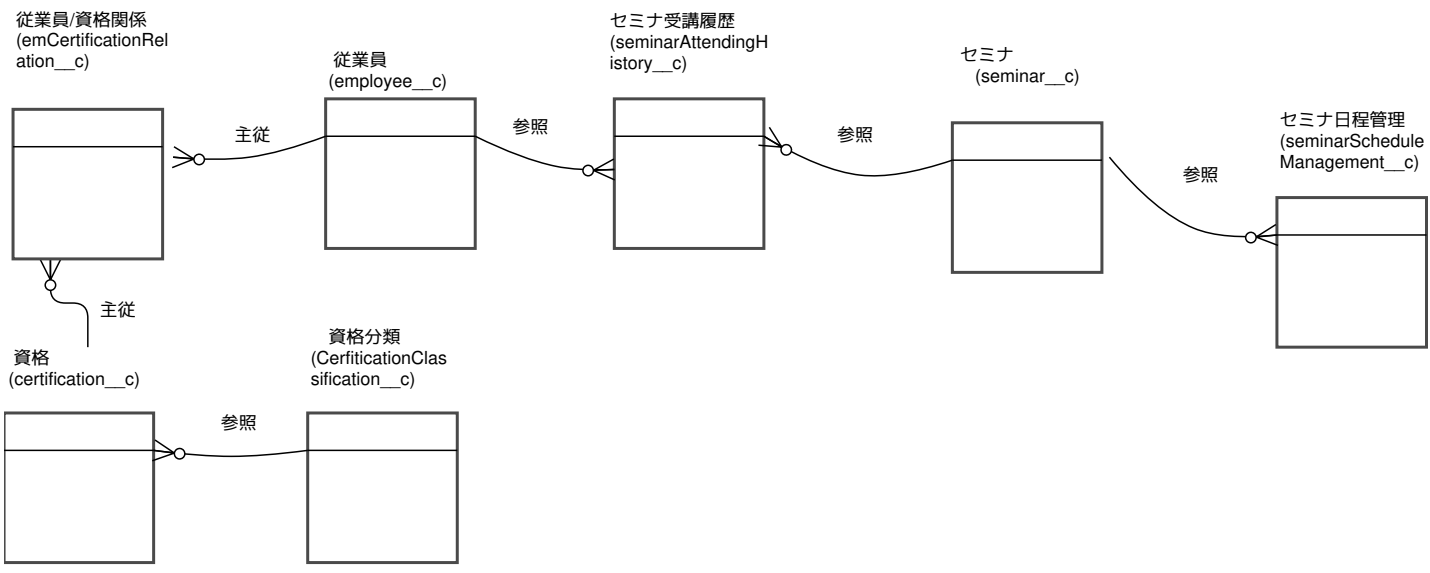 従業員/資格関係
(emCertificationRel
ation__c)
従業員
(employee__c)
セミナ受講履歴
(seminarAttendingH
istory__c)
セミナ
(seminar__c)
セミナ日程管理
(seminarSchedule
Management__c)
主従
参照
参照
参照
主従
資格
(certification__c)
資格分類
(CerfiticationClas
sification__c)
参照